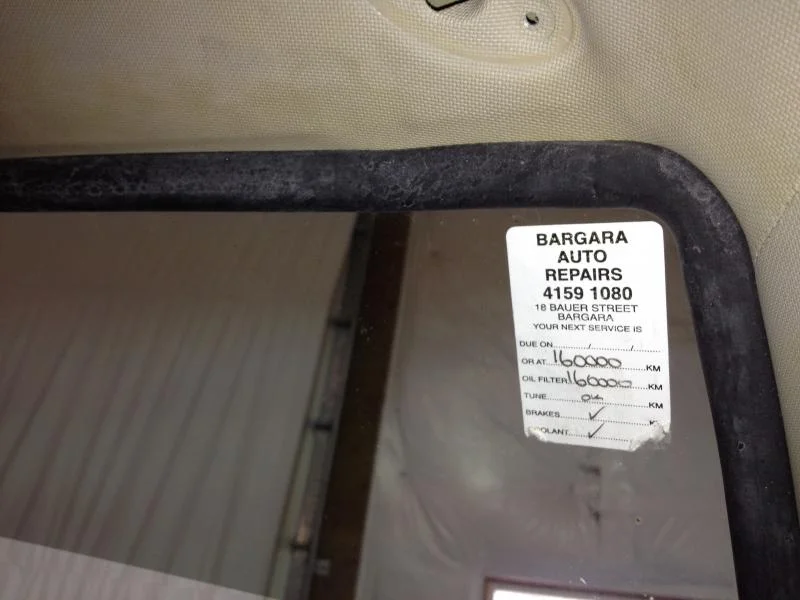 BARGARA
AUTO
REPAIRS
4159 1080
18 BAUER STREET
BARGARA
YOUR NEXT SERVICE IS
DUE ON....../....../......
OR AT 160000 KM
OIL FILTER 160000 KM
TUNE OK KM
BRAKES ✓
COOLANT ✓